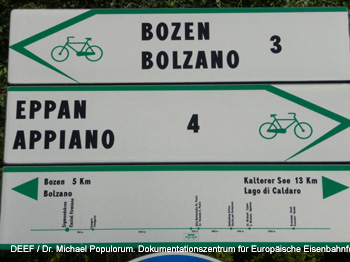 BOZEN
BOLZANO
3
EPPAN
APPIANO
4
Bozen 5 Km
Bolzano
Kalterer See 13 Km
Lago di Caldaro
DEEF / Dr. Michael Populorum. Dokumentationszentrum für Europäische Eisenbahnfo